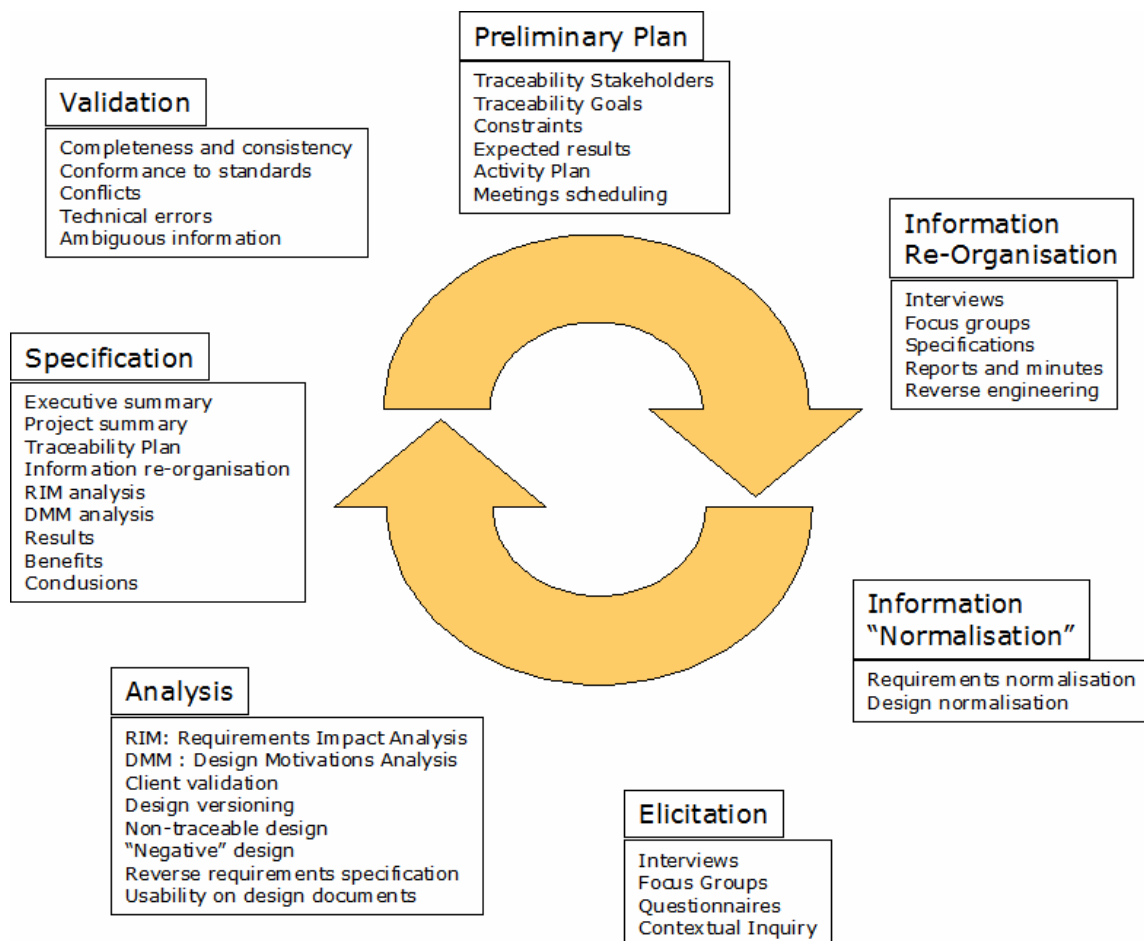 Preliminary Plan
Traceability Stakeholders
Traceability Goals
Constraints
Expected results
Activity Plan
Meetings scheduling
Information
Re-Organisation
Interviews
Focus groups
Specifications
Reports and minutes
Reverse engineering
Information
“Normalisation”
Requirements normalisation
Design normalisation
Elicitation
Interviews
Focus Groups
Questionnaires
Contextual Inquiry
Analysis
RIM: Requirements Impact Analysis
DMM : Design Motivations Analysis
Client validation
Design versioning
Non-traceable design
“Negative” design
Reverse requirements specification
Usability on design documents
Specification
Executive summary
Project summary
Traceability Plan
Information re-organisation
RIM analysis
DMM analysis
Results
Benefits
Conclusions
Validation
Completeness and consistency
Conformance to standards
Conflicts
Technical errors
Ambiguous information